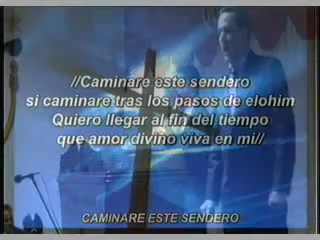 //Caminare este sendero
si caminare tras los pasos de elohim
Quiero llegar al fin del tiempo
que amor divino viva en mi//
CAMINARE ESTE SENDERO